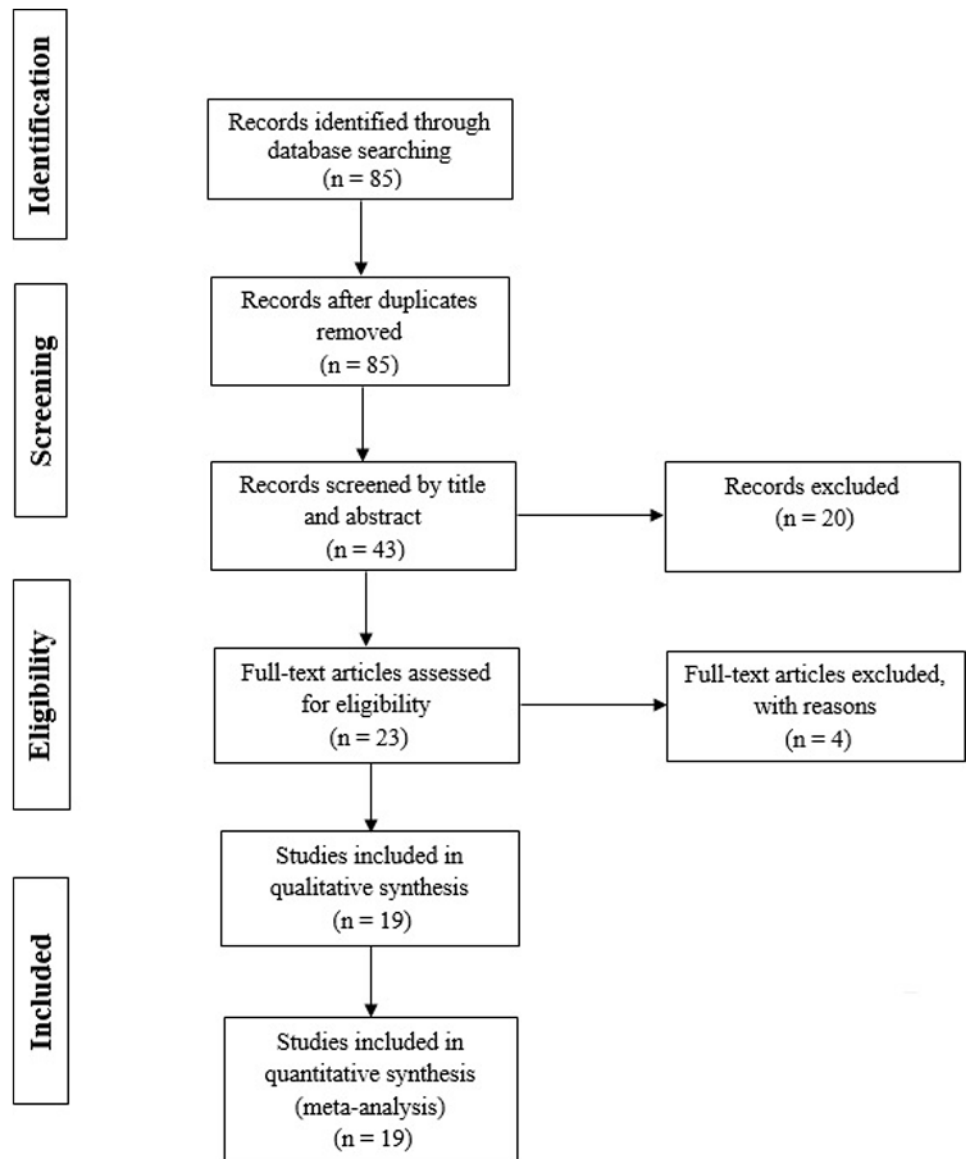 Identification
Records identified through
database searching
(n = 85)
Screening
Records after duplicates
removed
(n = 85)
Records screened by title
and abstract
(n = 43)
Records excluded
(n = 20)
Eligibility
Full-text articles assessed
for eligibility
(n = 23)
Full-text articles excluded,
with reasons
(n = 4)
Included
Studies included in
qualitative synthesis
(n = 19)
Studies included in
quantitative synthesis
(meta-analysis)
(n = 19)